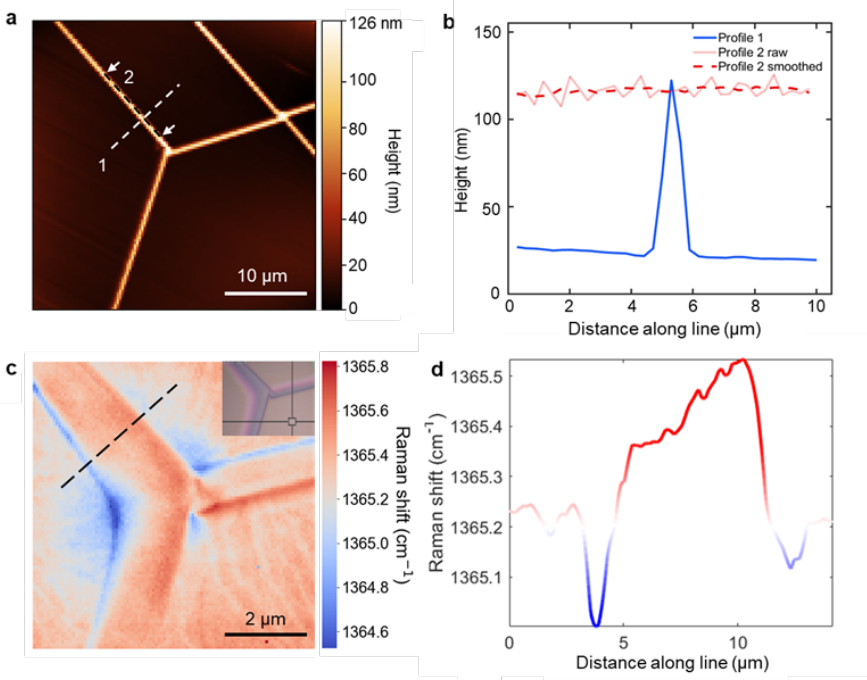 a
126 nm
100
80
60
40
20
0
Height (nm)
2
1
10 µm
b
150
100
50
0
Height (nm)
Profile 1
Profile 2 raw
Profile 2 smoothed
0 2 4 6 8 10
Distance along line (µm)
c
1365.8
1365.6
1365.4
1365.2
1365.0
1364.8
1364.6
Raman shift (cm⁻¹)
2 µm
d
1365.5
1365.4
1365.3
1365.2
1365.1
Raman shift (cm⁻¹)
0 5 10
Distance along line (µm)